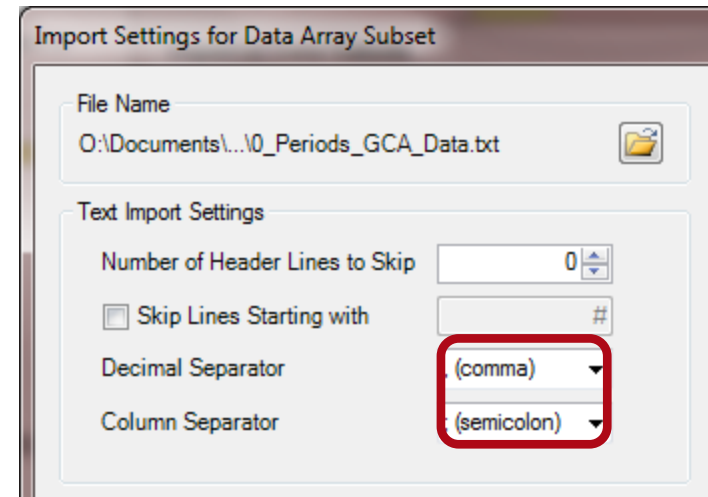 Import Settings for Data Array Subset
File Name
O:\Documents\...\0_Periods_GCA_Data.txt
Text Import Settings
Number of Header Lines to Skip 0
Skip Lines Starting with #
Decimal Separator , (comma)
Column Separator ; (semicolon)